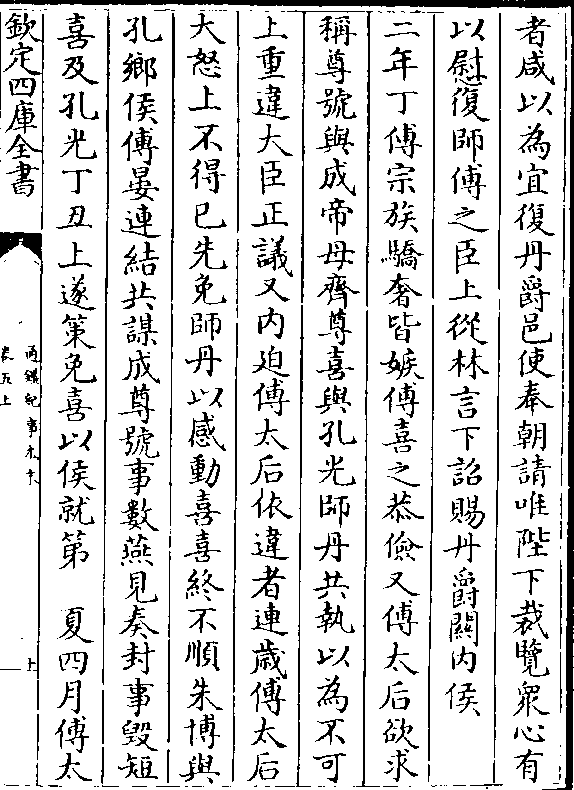 者咸以為宜復丹爵邑使奉朝請唯陛下裁覽衆心有
以慰復師傅之臣上從林言下詔賜丹爵關内侯
二年丁傅宗族驕奢皆嫉傅喜之恭儉又傅太后欲求
稱尊號與成帝母齊尊喜與孔光師丹共執以為不可
上重違大臣正議又内迫傅太后依違者連歲傅太后
大怒上不得已先免師丹以感動喜喜終不順朱博與
孔鄉侯傅晏連結共謀成尊號事數燕見奏封事毀短
喜及孔光丁丑上遂策免喜以侯就第　夏四月傅太
欽定四庫全書
通鑑紀事本末
卷五上
上